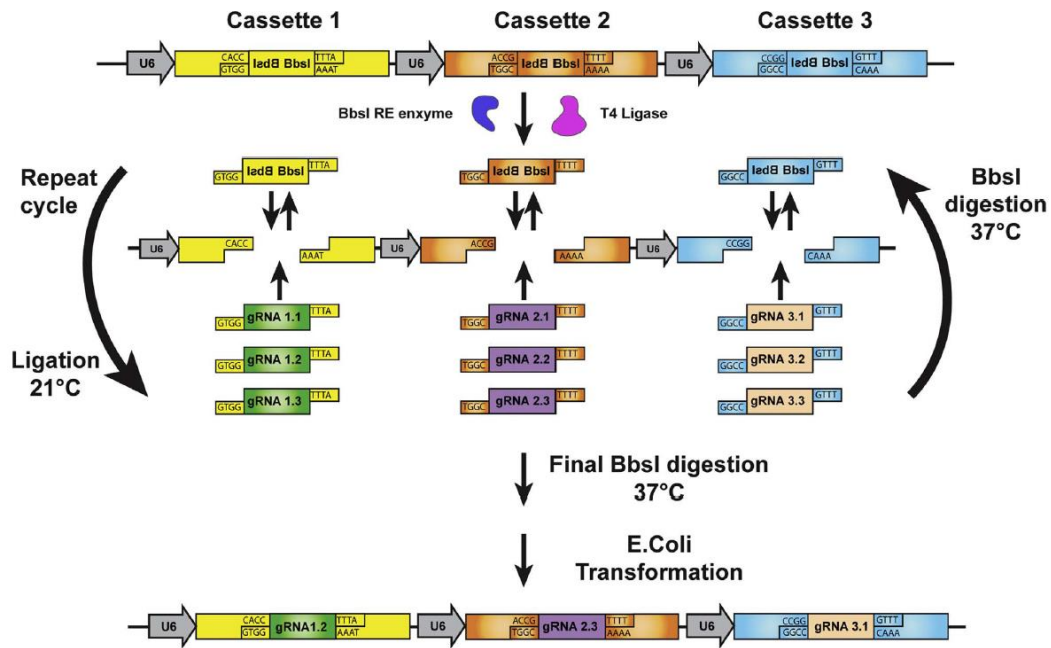 Cassette 1 Cassette 2 Cassette 3
U6 CACC GTGG BbsI BbsI TTTA AAAT U6 ACCG TGGC BbsI BbsI TTTT AAAA U6 CCGG GGCC BbsI BbsI GTTT CAAA
BbsI RE enxyme T4 Ligase
GTGG BbsI BbsI TTTA TGGC BbsI BbsI TTTT GGCC BbsI BbsI GTTT
Repeat
cycle
BbsI
digestion
37°C
U6 CACC AAAT U6 ACCG AAAA U6 CCGG CAAA
GTGG gRNA 1.1 TTTA TGGC gRNA 2.1 TTTT GGCC gRNA 3.1 GTTT
GTGG gRNA 1.2 TTTA TGGC gRNA 2.2 TTTT GGCC gRNA 3.2 GTTT
GTGG gRNA 1.3 TTTA TGGC gRNA 2.3 TTTT GGCC gRNA 3.3 GTTT
Ligation
21°C
Final BbsI digestion
37°C
E.Coli
Transformation
U6 CACC GTGG gRNA1.2 TTTA AAAT U6 ACCG TGGC gRNA 2.3 TTTT AAAA U6 CCGG GGCC gRNA 3.1 GTTT CAAA